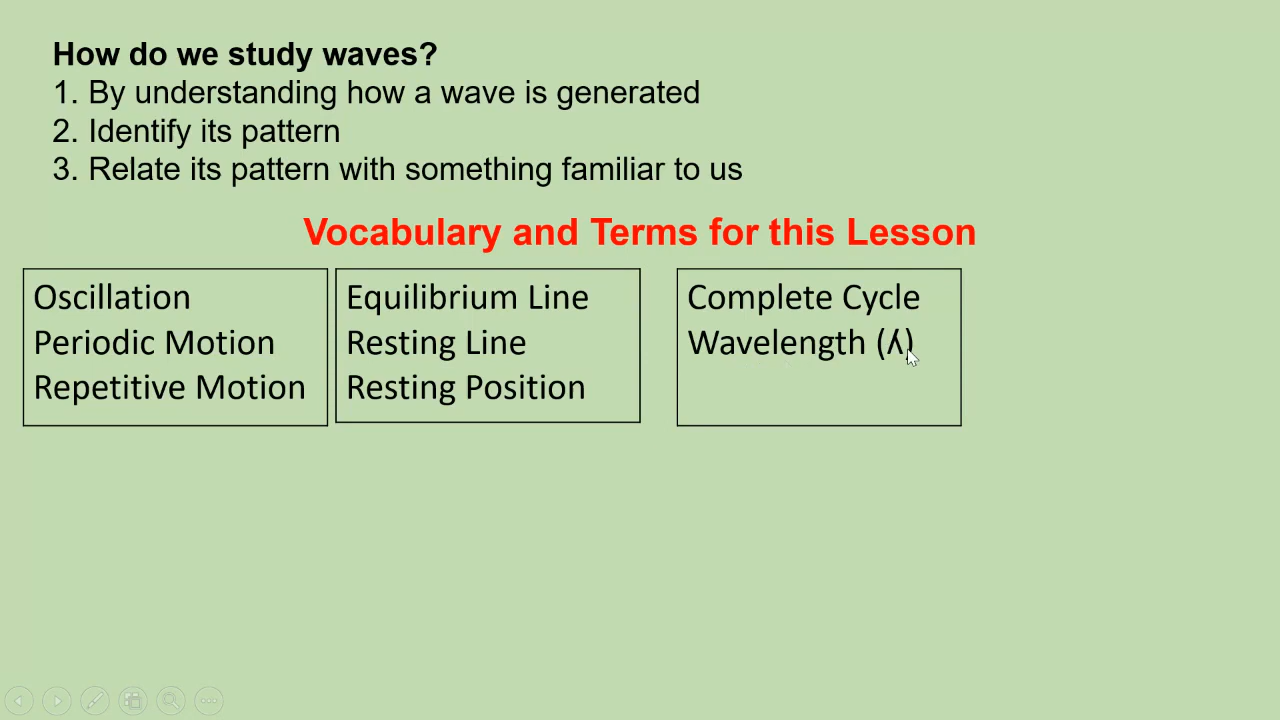 How do we study waves?
1. By understanding how a wave is generated
2. Identify its pattern
3. Relate its pattern with something familiar to us
Vocabulary and Terms for this Lesson
Oscillation
Periodic Motion
Repetitive Motion
Equilibrium Line
Resting Line
Resting Position
Complete Cycle
Wavelength (ʎ)